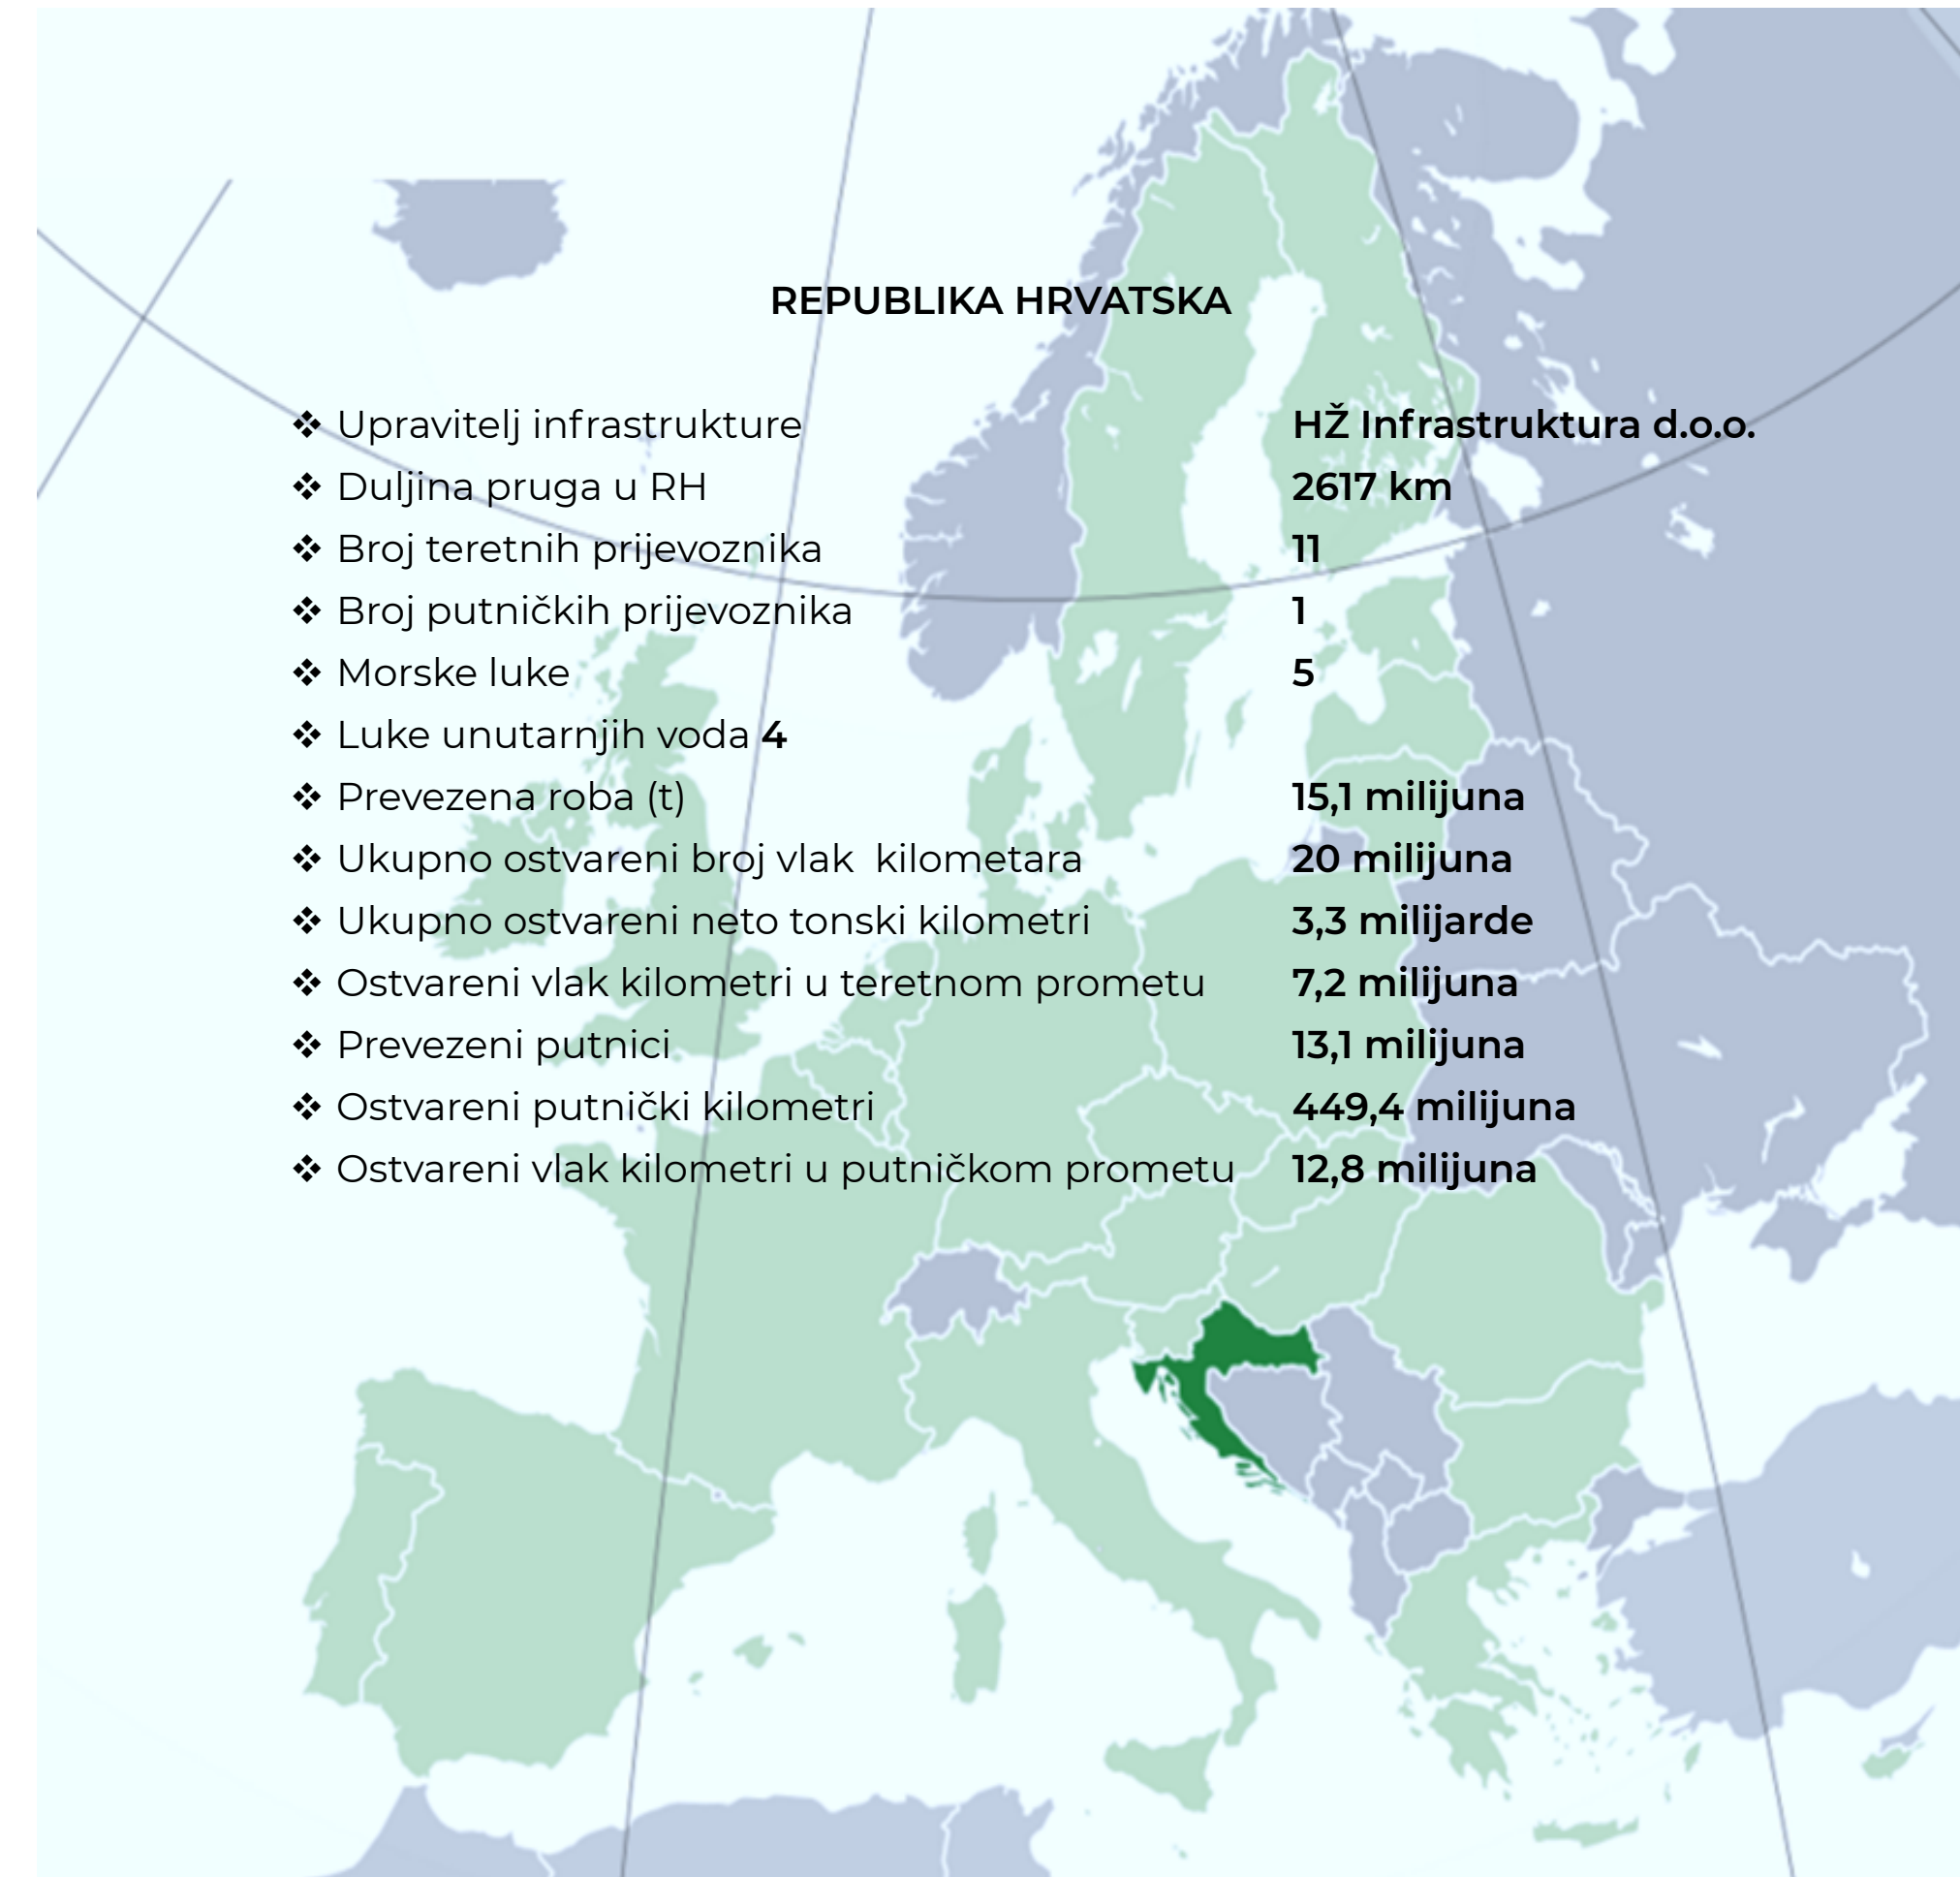 REPUBLIKA HRVATSKA
❖ Upravitelj infrastrukture HŽ Infrastruktura d.o.o.
❖ Duljina pruga u RH 2617 km
❖ Broj teretnih prijevoznika 11
❖ Broj putničkih prijevoznika 1
❖ Morske luke 5
❖ Luke unutarnjih voda 4
❖ Prevezena roba (t) 15,1 milijuna
❖ Ukupno ostvareni broj vlak  kilometara 20 milijuna
❖ Ukupno ostvareni neto tonski kilometri 3,3 milijarde
❖ Ostvareni vlak kilometri u teretnom prometu 7,2 milijuna
❖ Prevezeni putnici 13,1 milijuna
❖ Ostvareni putnički kilometri 449,4 milijuna
❖ Ostvareni vlak kilometri u putničkom prometu 12,8 milijuna